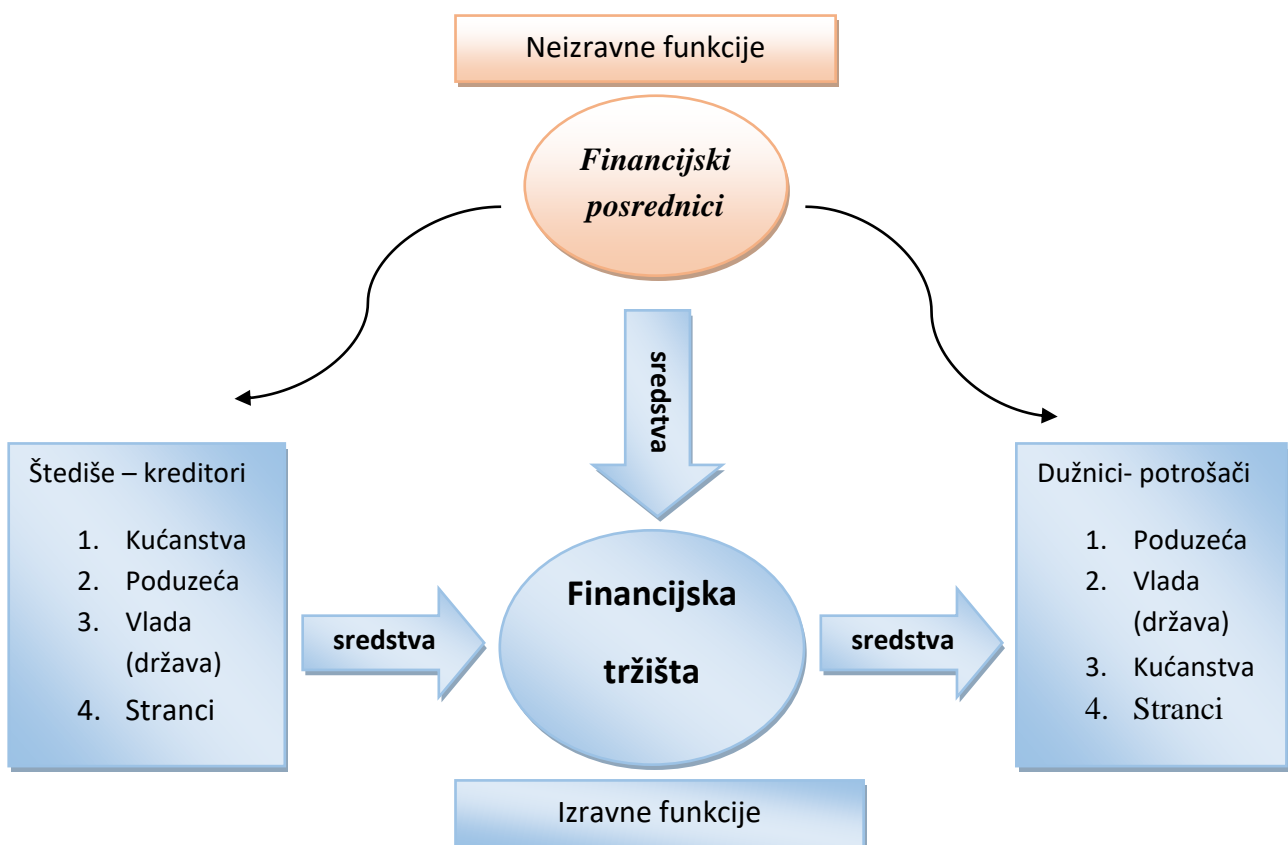 Neizravne funkcije
Financijski
posrednici
sredstva
Štediše – kreditori
1. Kućanstva
2. Poduzeća
3. Vlada
(država)
4. Stranci
sredstva
Financijska
tržišta
sredstva
Dužnici- potrošači
1. Poduzeća
2. Vlada
(država)
3. Kućanstva
4. Stranci
Izravne funkcije